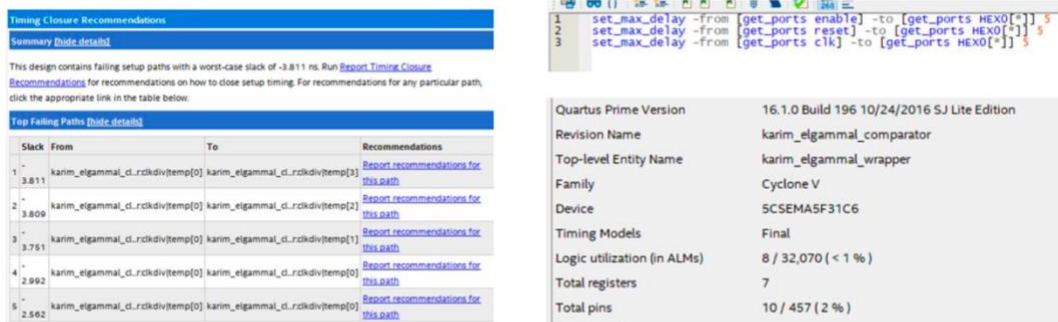 Timing Closure Recommendations
Summary [hide details]
This design contains failing setup paths with a worst-case slack of -3.811 ns. Run Report Timing Closure
Recommendations for recommendations on how to close setup timing. For recommendations for any particular path,
click the appropriate link in the table below.
Top Failing Paths [hide details]
Slack From To Recommendations
1 -3.811 karim_elgammal_cl...r:clkdiv|temp[0] karim_elgammal_cl...r:clkdiv|temp[3] Report recommendations for this path
2 -3.809 karim_elgammal_cl...r:clkdiv|temp[0] karim_elgammal_cl...r:clkdiv|temp[2] Report recommendations for this path
3 -3.751 karim_elgammal_cl...r:clkdiv|temp[0] karim_elgammal_cl...r:clkdiv|temp[1] Report recommendations for this path
4 -2.992 karim_elgammal_cl...r:clkdiv|temp[0] karim_elgammal_cl...r:clkdiv|temp[0] Report recommendations for this path
5 -2.562 karim_elgammal_cl...r:clkdiv|temp[0] karim_elgammal_cl...r:clkdiv|temp[0] Report recommendations for this path
1 set_max_delay -from [get_ports enable] -to [get_ports HEX0[*]] 5
2 set_max_delay -from [get_ports reset] -to [get_ports HEX0[*]] 5
3 set_max_delay -from [get_ports clk] -to [get_ports HEX0[*]] 5
Quartus Prime Version 16.1.0 Build 196 10/24/2016 SJ Lite Edition
Revision Name karim_elgammal_comparator
Top-level Entity Name karim_elgammal_wrapper
Family Cyclone V
Device 5CSEMA5F31C6
Timing Models Final
Logic utilization (in ALMs) 8 / 32,070 ( < 1 % )
Total registers 7
Total pins 10 / 457 ( 2 % )